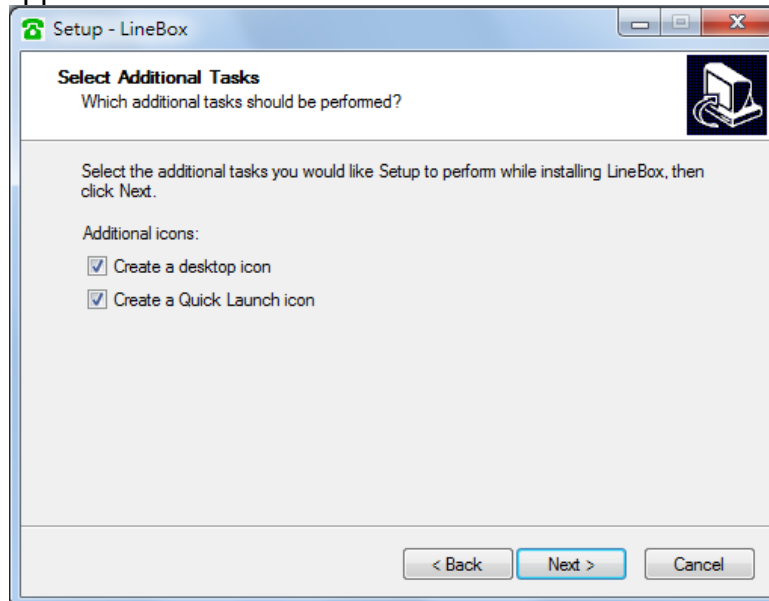 Setup - LineBox
Select Additional Tasks
Which additional tasks should be performed?
Select the additional tasks you would like Setup to perform while installing LineBox, then
click Next.
Additional icons:
Create a desktop icon
Create a Quick Launch icon
< Back
Next >
Cancel